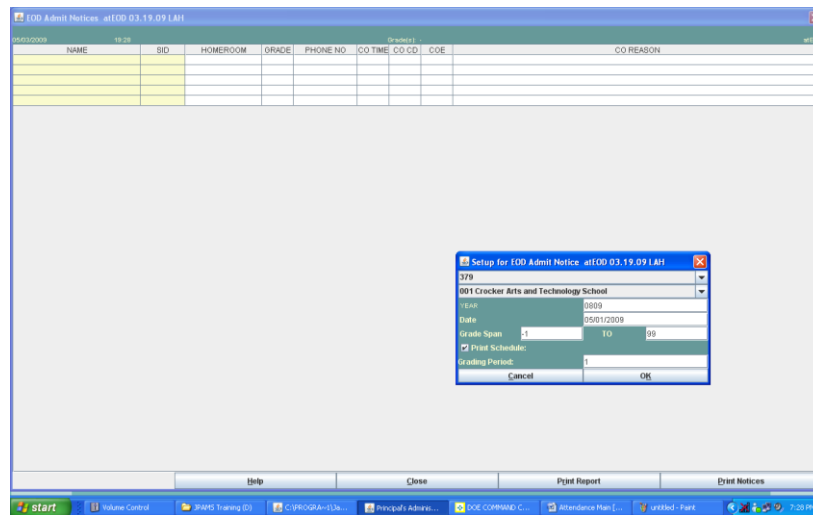 EOD Admit Notices atEOD 03.19.09 LAH
05/03/2009 19:28 Grade(s): -
NAME SID HOMEROOM GRADE PHONE NO CO TIME CO CD COE CO REASON
Setup for EOD Admit Notice atEOD 03.19.09 LAH
379
001 Crocker Arts and Technology School
YEAR 0809
Date 05/01/2009
Grade Span -1 TO 99
Print Schedule:
Grading Period: 1
Cancel OK
Help Close Print Report Print Notices
start Volume Control JPAMS Training (D) C:\PROGRA~1\Ja... Principal's Adminis... DOE COMMAND C... Attendance Main [... untitled - Paint 7:28 PM